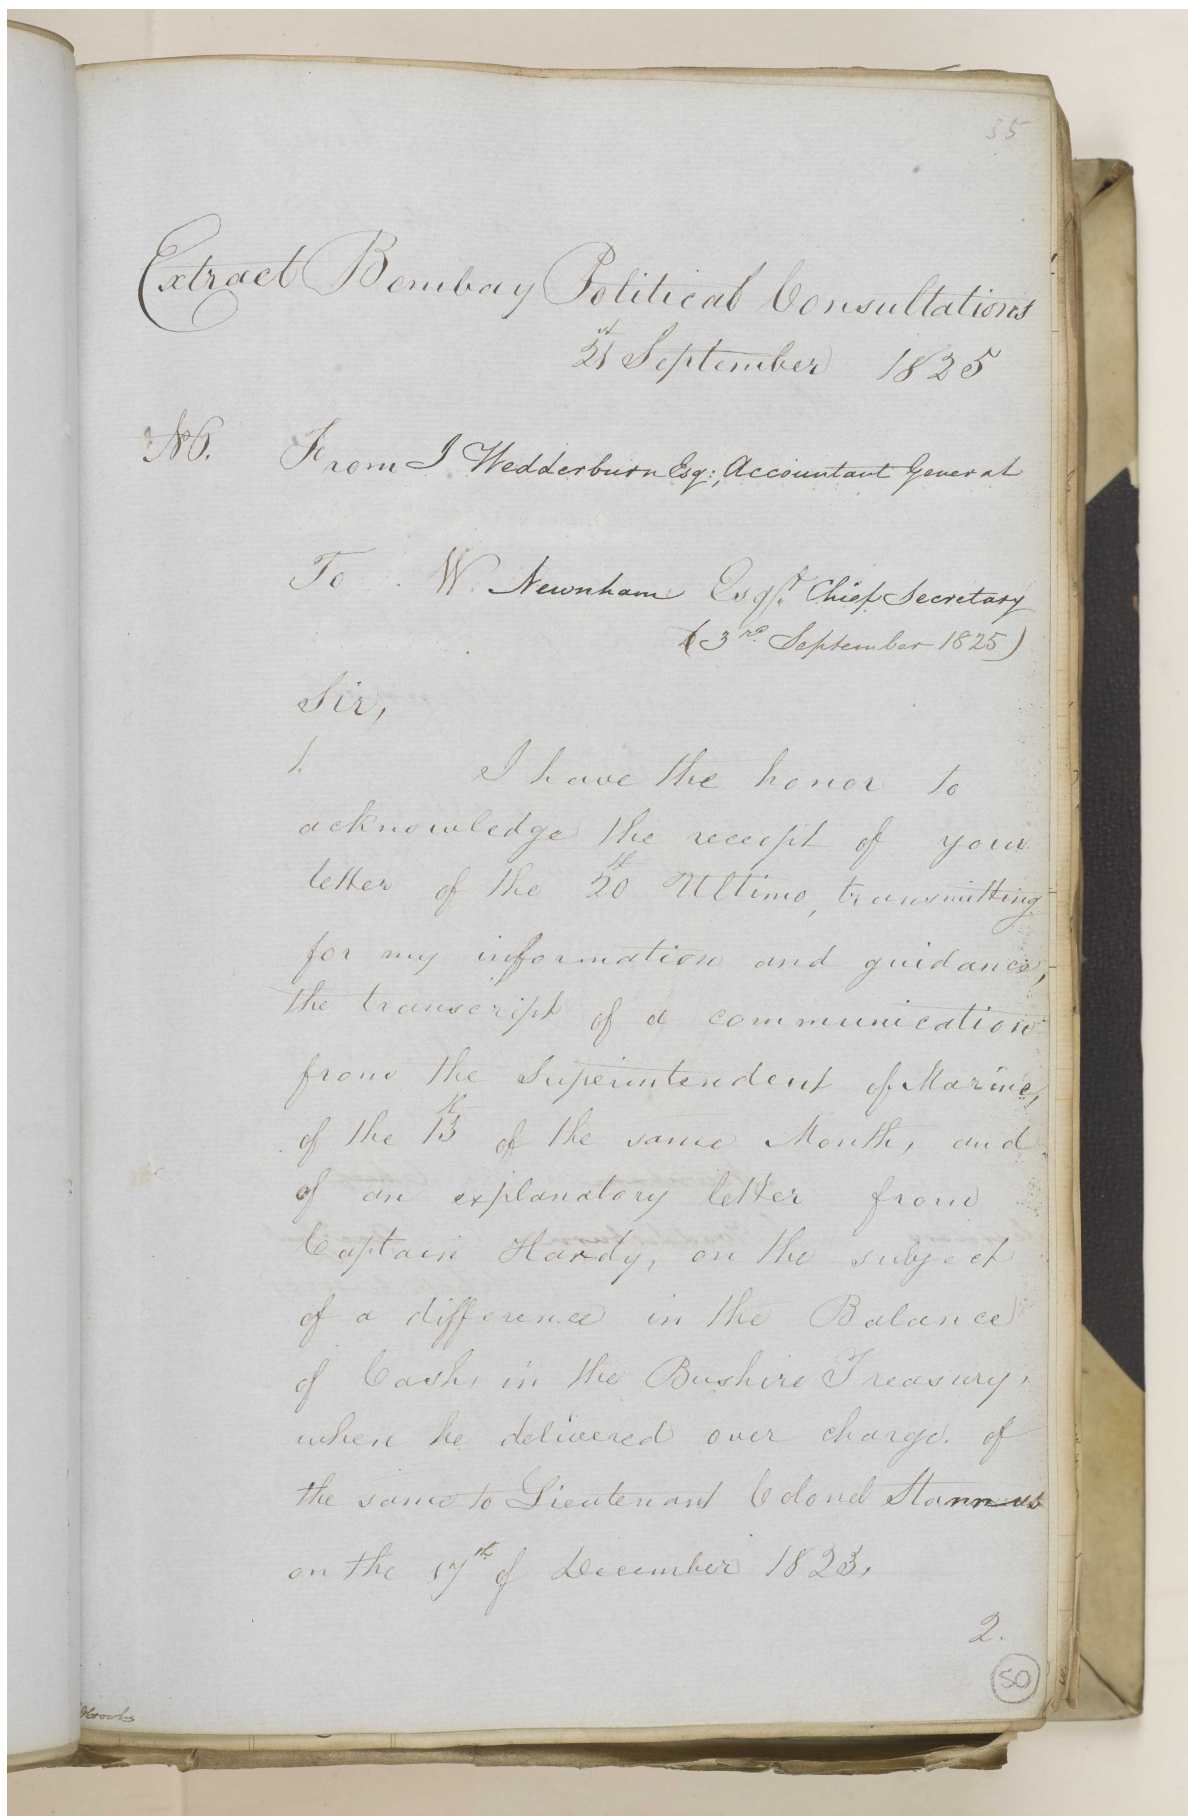 35
Extract Bombay Political Consultations
21st September 1825
No 6.
From J Wedderburn Esq:, Accountant General
To W. Newnham Esqr. Chief Secretary
(3rd September 1825)
Sir,
1. I have the honor to
acknowledge the receipt of your
letter of the 20th Ultimo, transmitting
for my information and guidance,
the transcript of a communication
from the Superintendent of Marine,
of the 13th of the same Month, and
of an explanatory letter from
Captain Hardy, on the subject
of a difference in the Balance
of Cash, in the Bushire Treasury,
when he delivered over charge of
the same to Lieutenant Colonel Stannus
on the 17th of December 1823.
2.
50